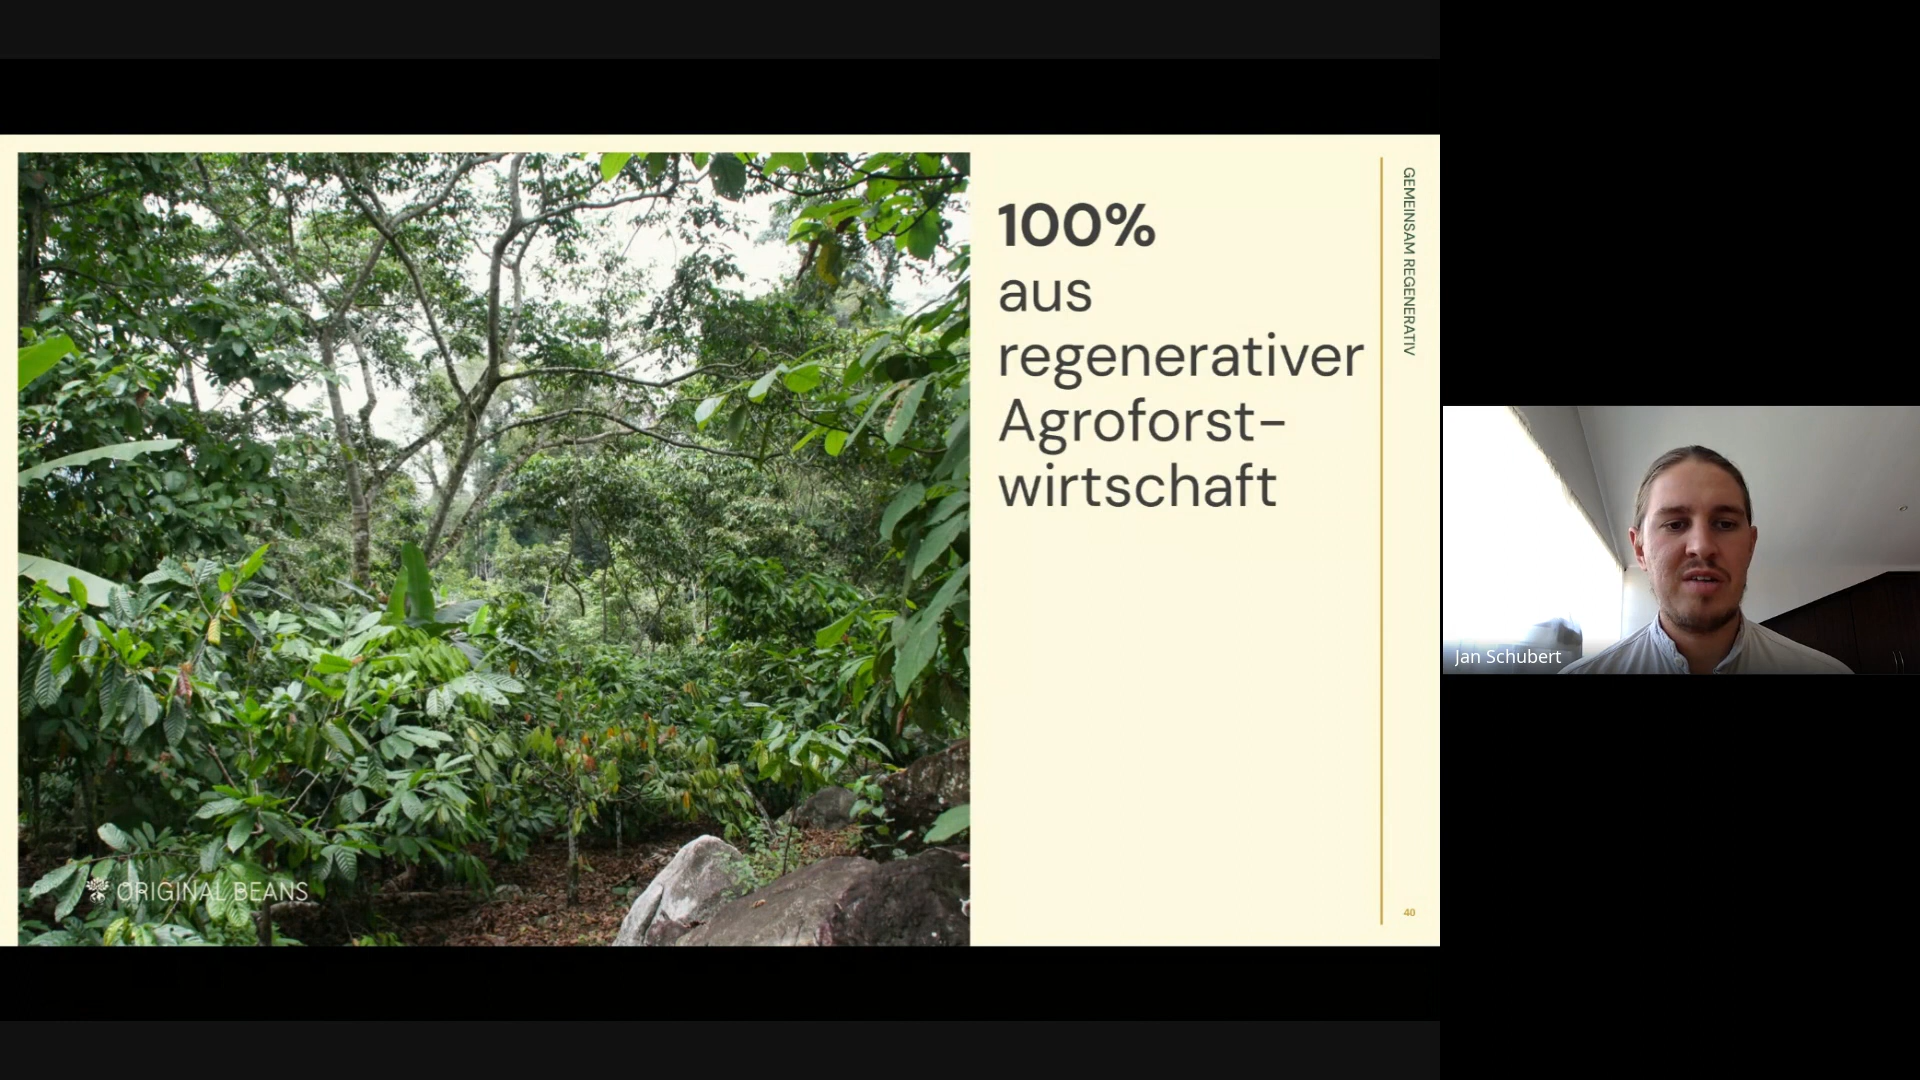 100%
aus
regenerativer
Agroforst-
wirtschaft
GEMEINSAM REGENERATIV
ORIGINAL BEANS
40
Jan Schubert